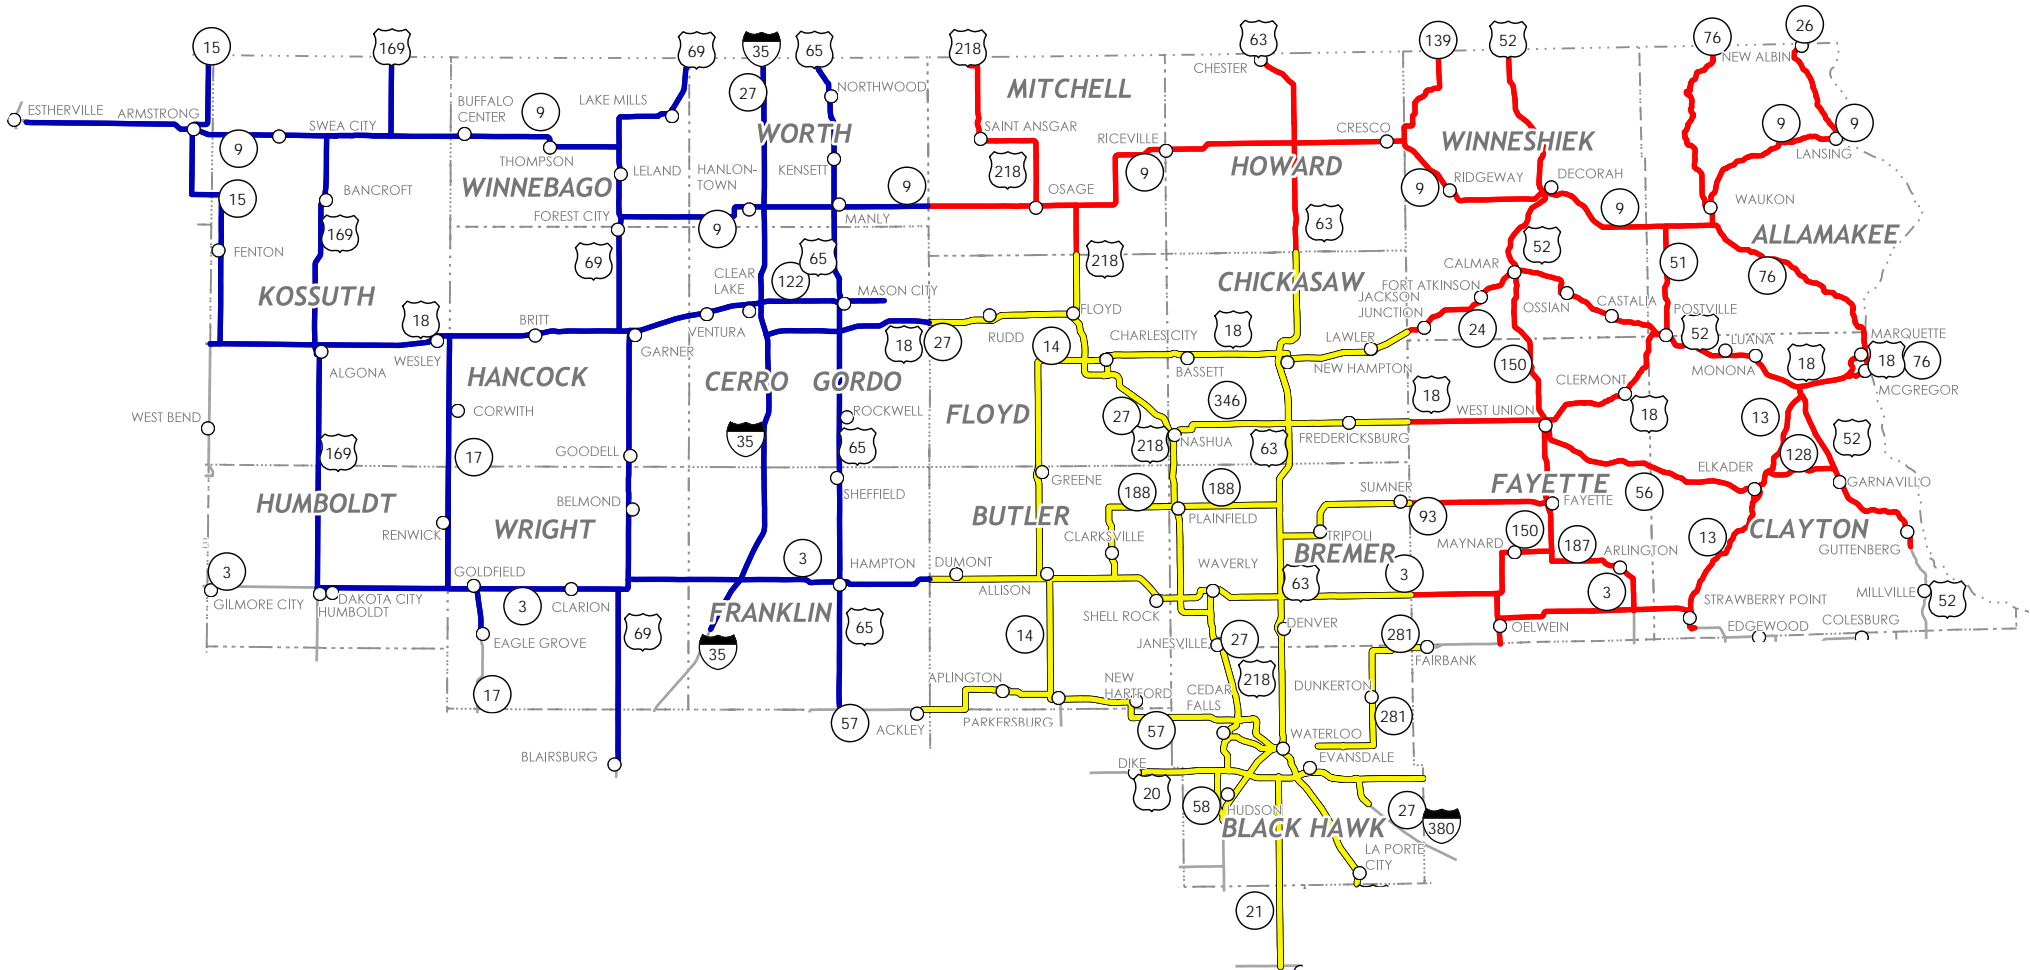 15
169
69
35
65
218
63
139
52
76
26
NEW ALBIN
CHESTER
27
NORTHWOOD
MITCHELL
ESTHERVILLE
ARMSTRONG
BUFFALO
CENTER
LAKE MILLS
9
SWEA CITY
WORTH
SAINT ANSGAR
RICEVILLE
CRESCO
WINNESHIEK
9
9
LANSING
9
THOMPSON
LELAND
HANLON-
TOWN
KENSETT
218
9
HOWARD
RIDGEWAY
9
DECORAH
WINNEBAGO
BANCROFT
15
9
OSAGE
WAUKON
9
FOREST CITY
9
MANLY
169
63
ALLAMAKEE
FENTON
69
65
218
52
51
76
CLEAR
LAKE
122
CALMAR
FORT ATKINSON
CHICKASAW
KOSSUTH
MASON CITY
JACKSON
JUNCTION
OSSIAN
CASTALIA
POSTVILLE
18
BRITT
VENTURA
FLOYD
CHARLES CITY
18
LAWLER
24
52
LUANA
MARQUETTE
GARNER
18
27
RUDD
14
WESLEY
ALGONA
BASSETT
NEW HAMPTON
150
MONONA
18
18
76
MCGREGOR
HANCOCK
CERRO GORDO
CLERMONT
WEST BEND
CORWITH
ROCKWELL
FLOYD
27
346
18
WEST UNION
18
13
35
65
218
NASHUA
63
FREDERICKSBURG
52
169
17
GOODELL
128
ELKADER
GREENE
188
188
SUMNER
FAYETTE
56
GARNAVILLO
SHEFFIELD
BELMOND
HUMBOLDT
WRIGHT
RENWICK
BUTLER
PLAINFIELD
93
FAYETTE
CLAYTON
CLARKSVILLE
TRIPOLI
BREMER
150
MAYNARD
187
ARLINGTON
13
GUTTENBERG
3
3
HAMPTON
DUMONT
WAVERLY
3
GOLDFIELD
ALLISON
63
3
MILLVILLE
52
GILMORE CITY
DAKOTA CITY
HUMBOLDT
3
CLARION
FRANKLIN
SHELL ROCK
DENVER
STRAWBERRY POINT
EAGLE GROVE
69
35
65
14
JANESVILLE
27
281
FAIRBANK
OELWEIN
EDGEWOOD
COLESBURG
17
APLINGTON
NEW
HARTFORD
CEDAR
FALLS
218
DUNKERTON
281
57
ACKLEY
PARKERSBURG
57
WATERLOO
BLAIRSBURG
DIKE
EVANSDALE
20
58
HUDSON
27
380
BLACK HAWK
LA PORTE
CITY
21